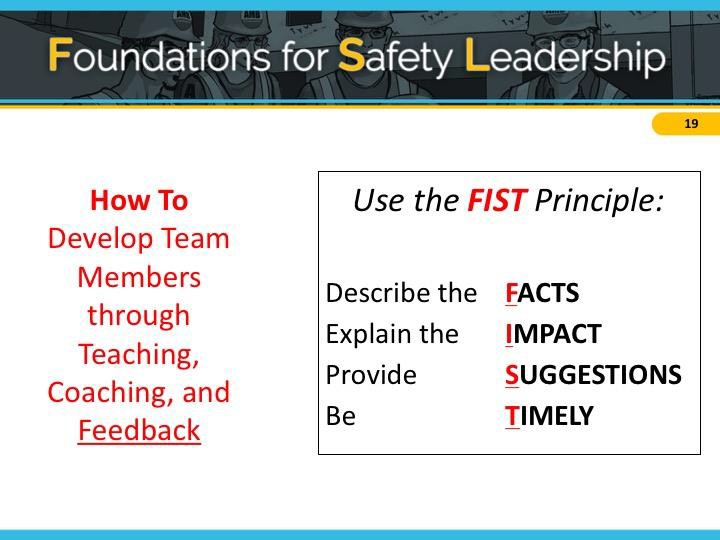 Foundations for Safety Leadership
19
How To
Develop Team
Members
through
Teaching,
Coaching, and
Feedback
Use the FIST Principle:
Describe the FACTS
Explain the IMPACT
Provide SUGGESTIONS
Be TIMELY